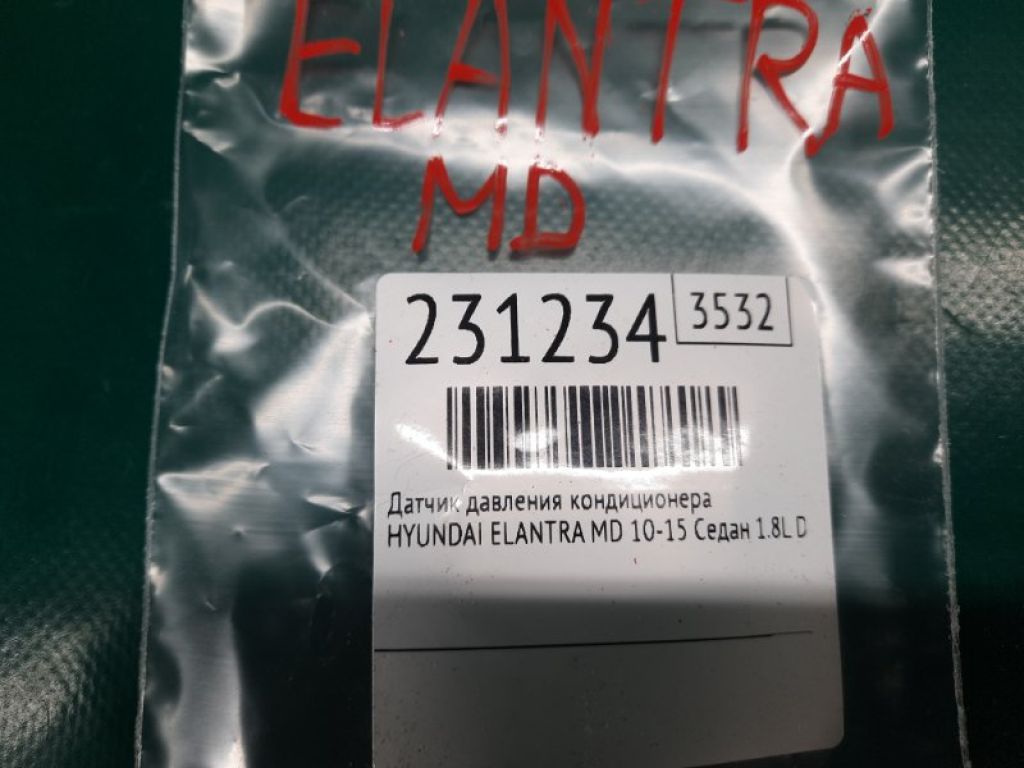 ELANTRA
MD
231234
3532
Датчик давления кондиционера
HYUNDAI ELANTRA MD 10-15 Седан 1.8L D